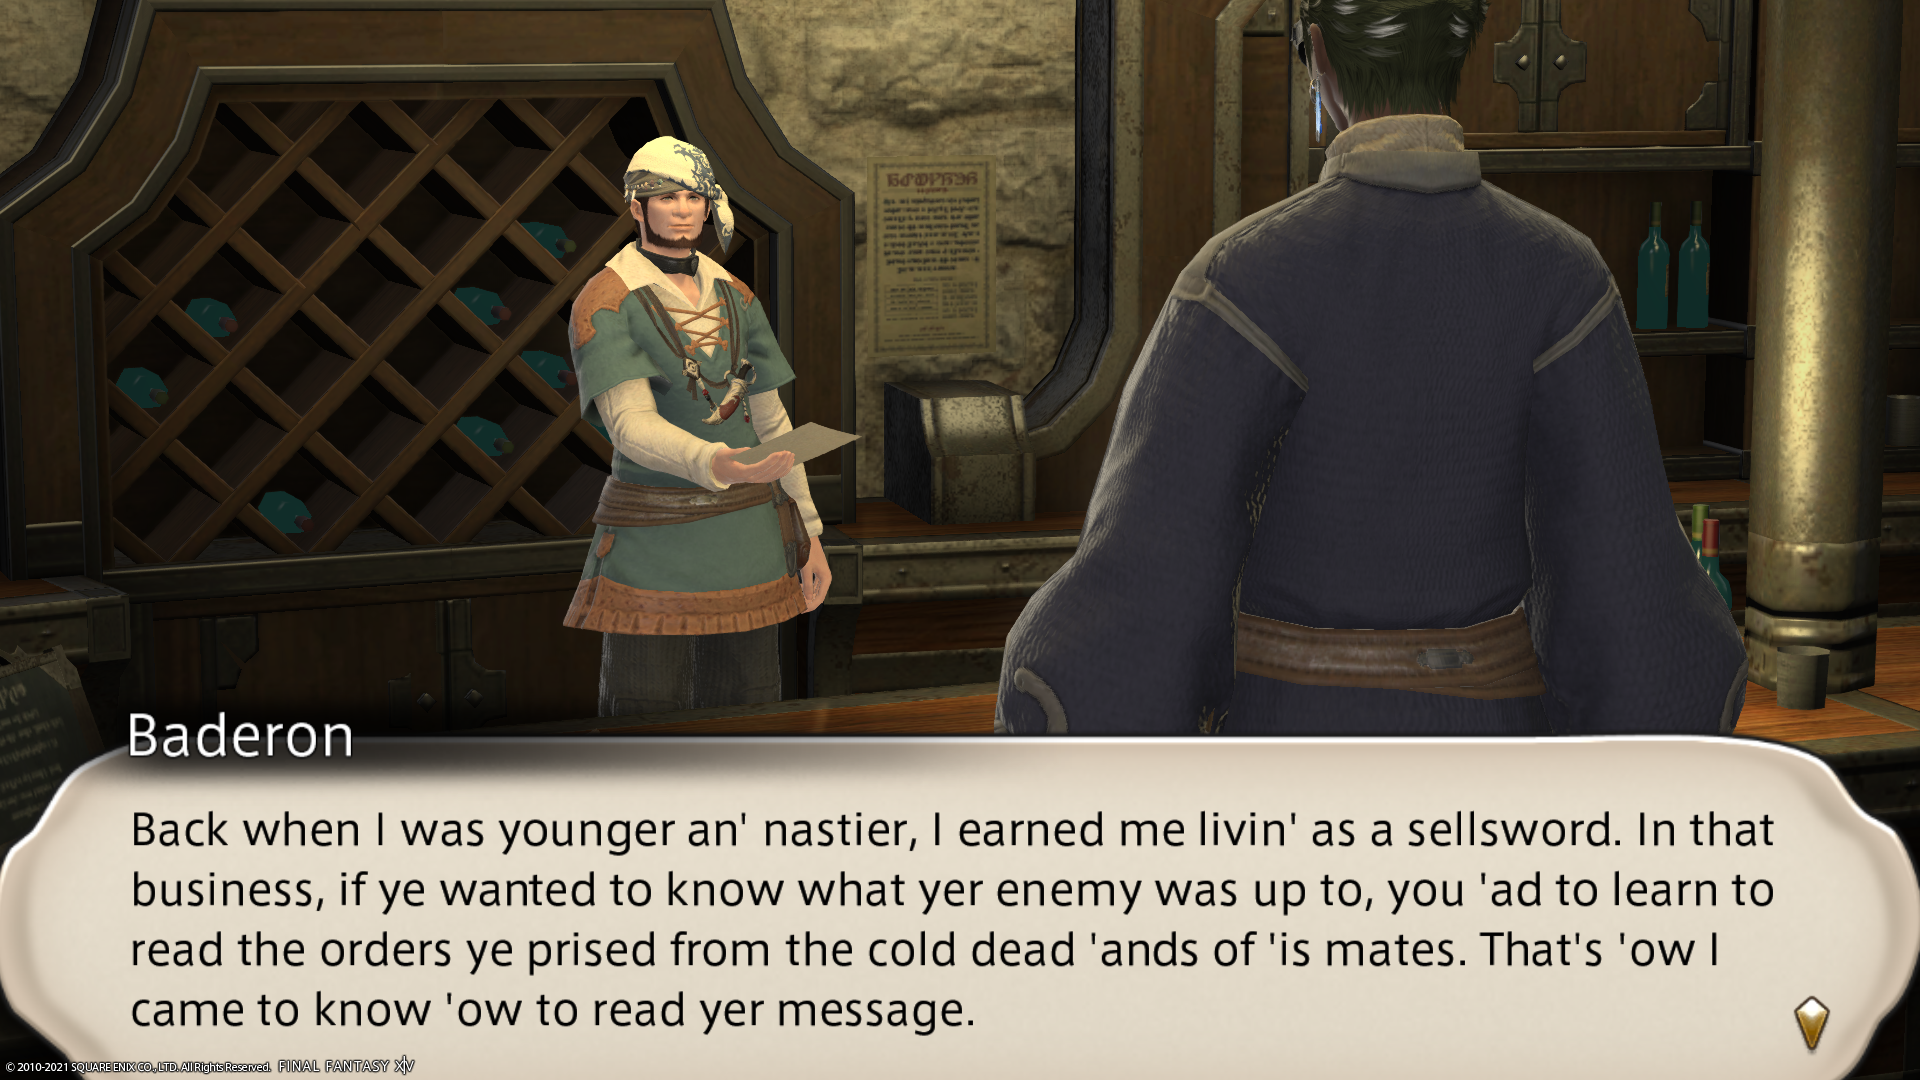 Baderon
Back when I was younger an' nastier, I earned me livin' as a sellsword. In that
business, if ye wanted to know what yer enemy was up to, you 'ad to learn to
read the orders ye prised from the cold dead 'ands of 'is mates. That's 'ow I
came to know 'ow to read yer message.
© 2010-2021 SQUARE ENIX CO., LTD. All Rights Reserved. FINAL FANTASY XIV